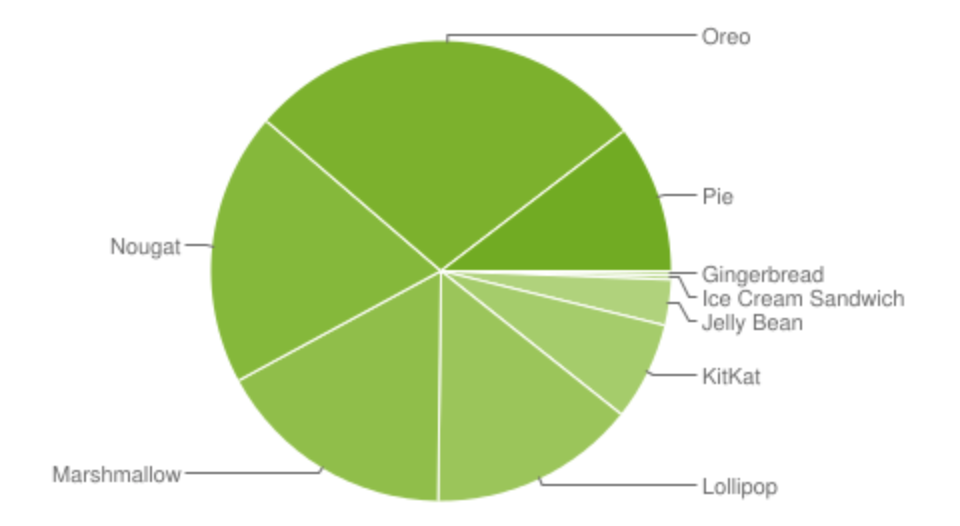 Oreo
Pie
Nougat
Gingerbread
Ice Cream Sandwich
Jelly Bean
KitKat
Marshmallow
Lollipop